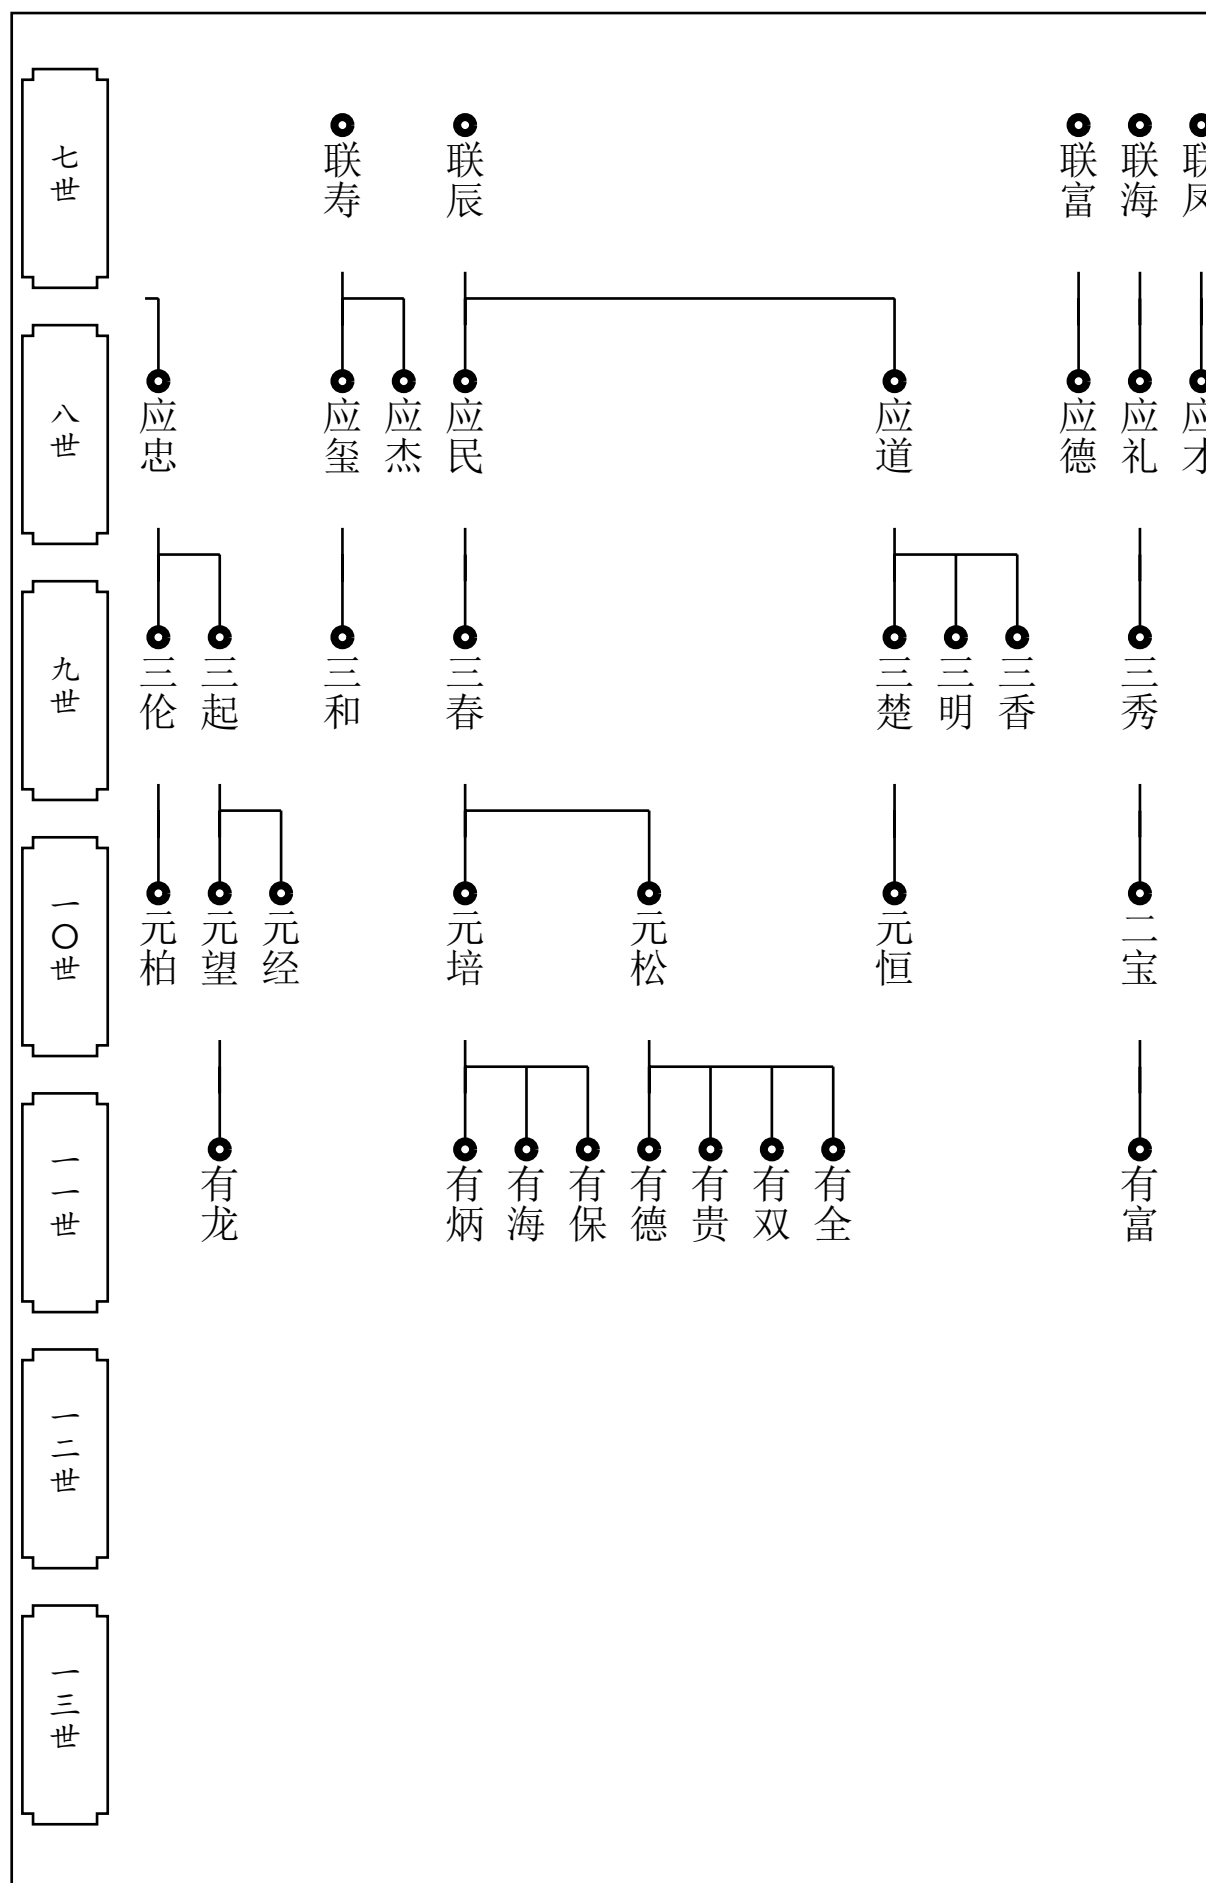 七世
联寿
联辰
联富
联海
联凤
八世
应忠
应玺
应杰
应民
应道
应德
应礼
应才
九世
三伦
三起
三和
三春
三楚
三明
三香
三秀
一〇世
元柏
元望
元经
元培
元松
元恒
二宝
一一世
有龙
有炳
有海
有保
有德
有贵
有双
有全
有富
一二世
一三世